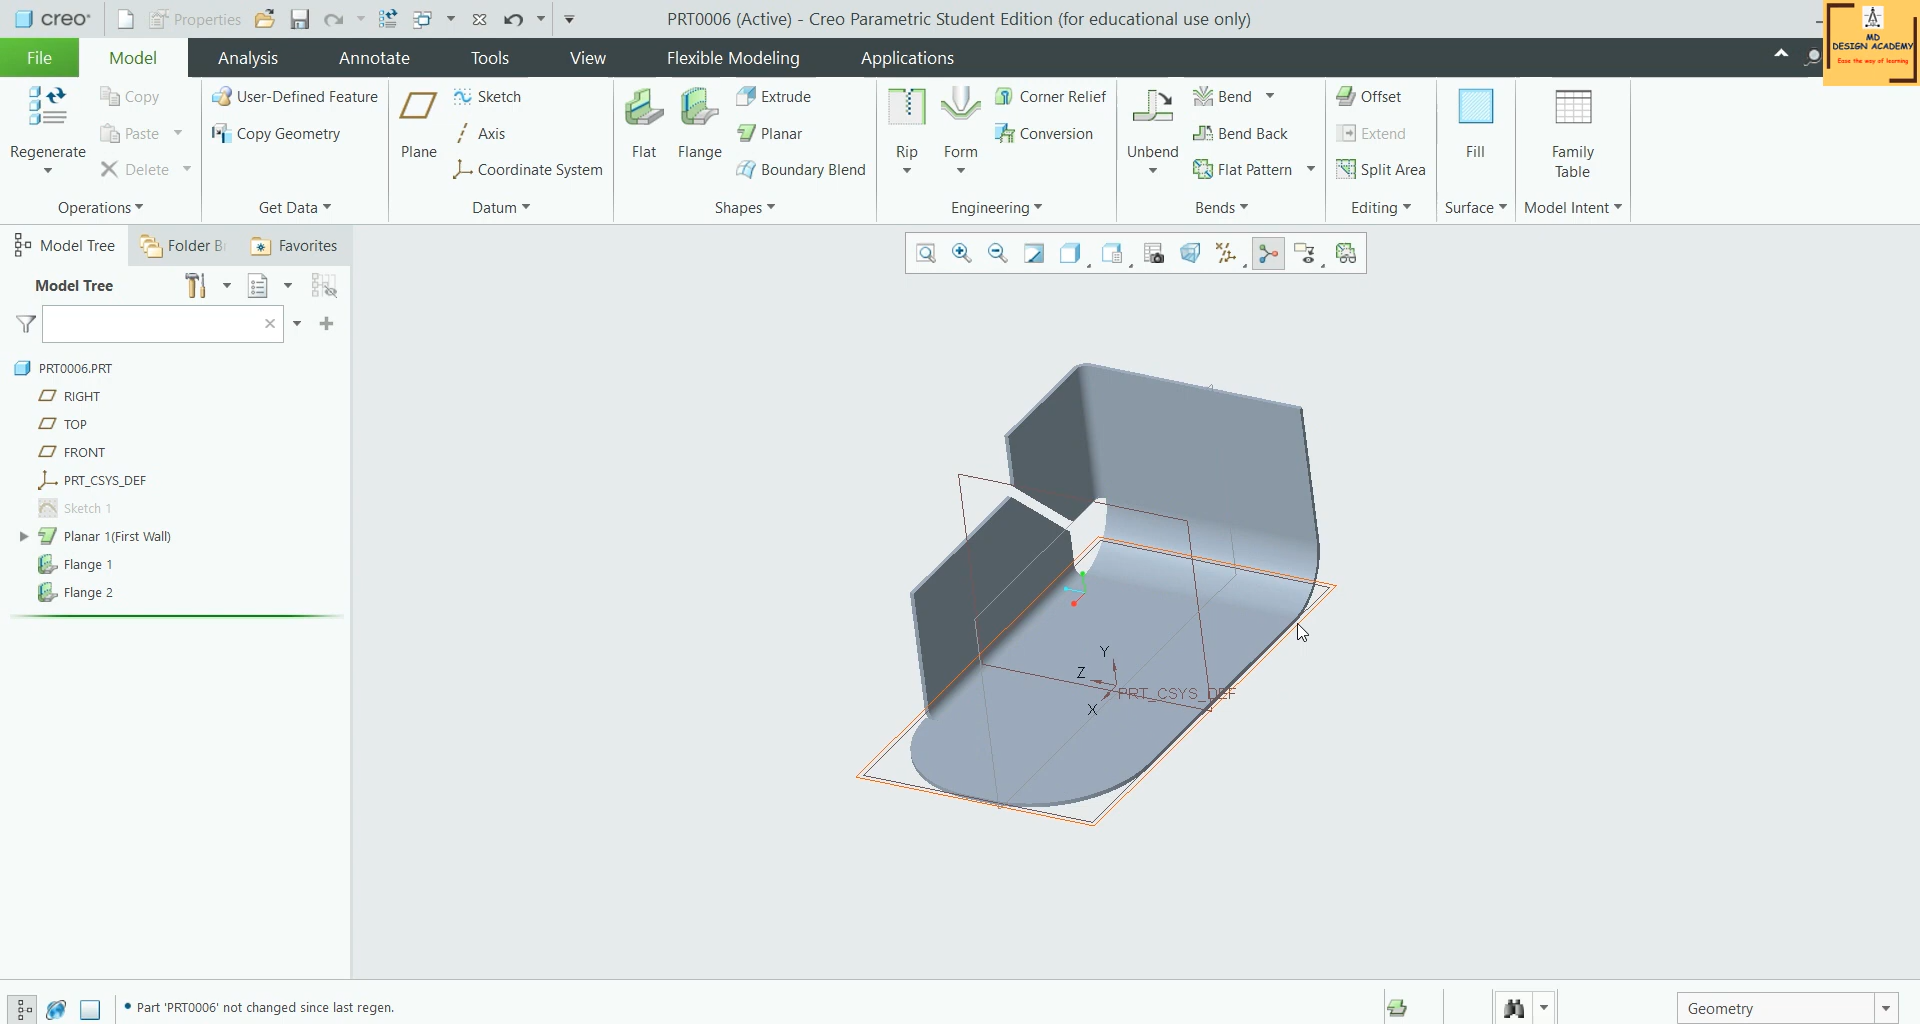 creo
Properties
PRT0006 (Active) - Creo Parametric Student Edition (for educational use only)
MD
DESIGN ACADEMY
Ease the way of learning
File
Model
Analysis
Annotate
Tools
View
Flexible Modeling
Applications
Regenerate
Copy
Paste
Delete
Operations
User-Defined Feature
Copy Geometry
Get Data
Plane
Sketch
Axis
Coordinate System
Datum
Flat
Flange
Extrude
Planar
Boundary Blend
Shapes
Rip
Form
Corner Relief
Conversion
Engineering
Unbend
Bend
Bend Back
Flat Pattern
Bends
Offset
Extend
Split Area
Editing
Fill
Surface
Family
Table
Model Intent
Model Tree
Folder B
Favorites
Model Tree
PRT0006.PRT
RIGHT
TOP
FRONT
PRT_CSYS_DEF
Sketch 1
Planar 1(First Wall)
Flange 1
Flange 2
Y
Z
X
PRT_CSYS_DEF
Part 'PRT0006' not changed since last regen.
Geometry